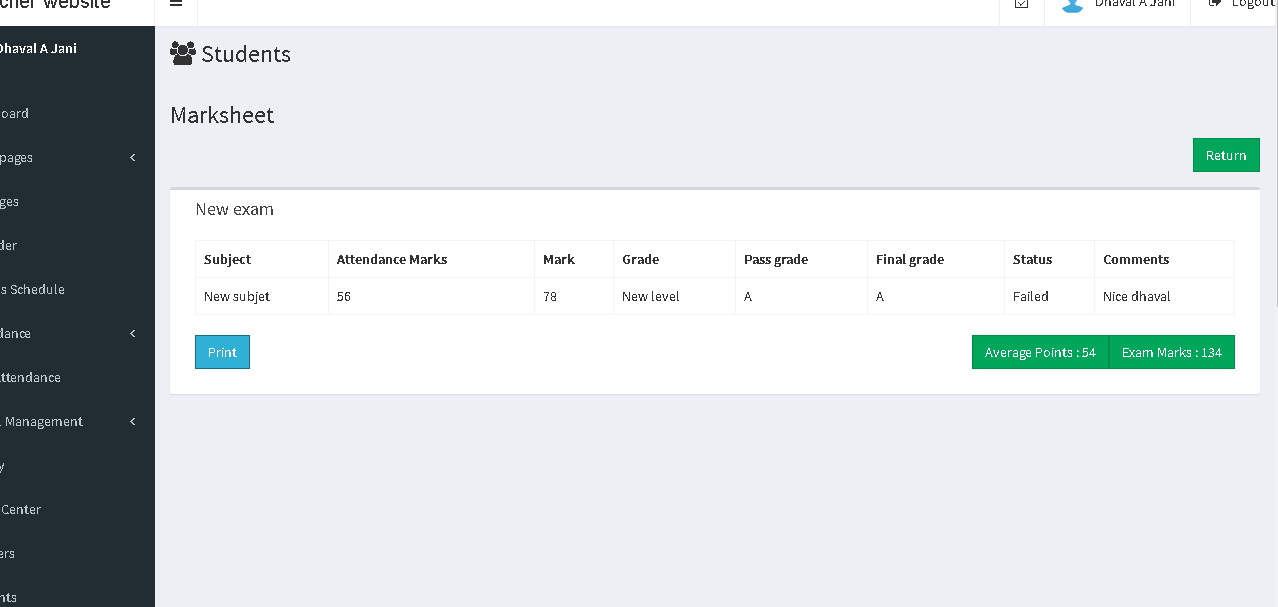 cher website
Dhaval A Jani
Logout
Dhaval A Jani
Students
oard
Marksheet
pages
Return
ges
New exam
der
Subject Attendance Marks Mark Grade Pass grade Final grade Status Comments
s Schedule
New subjet 56 78 New level A A Failed Nice dhaval
dance
Print
Average Points : 54 Exam Marks : 134
ttendance
Management
y
Center
ers
nts